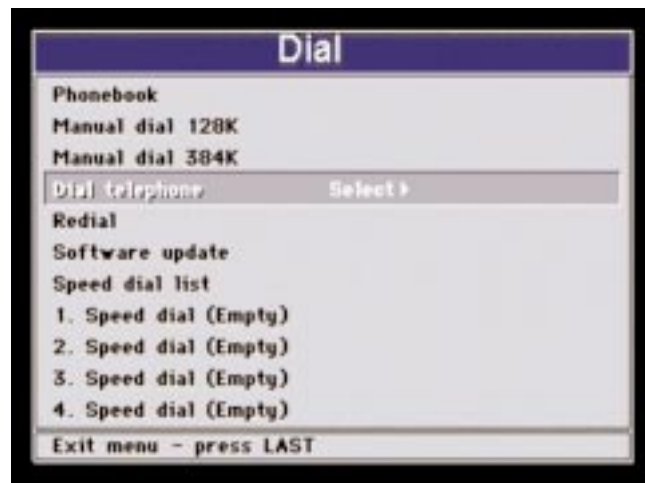 Dial
Phonebook
Manual dial 128K
Manual dial 384K
Dial telephone Select
Redial
Software update
Speed dial list
1. Speed dial (Empty)
2. Speed dial (Empty)
3. Speed dial (Empty)
4. Speed dial (Empty)
Exit menu - press LAST